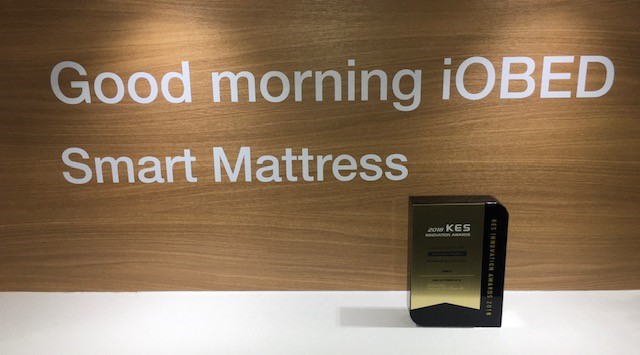 Good morning iOBED
Smart Mattress
2018 KES
INNOVATION AWARDS
KES INNOVATION AWARDS 2018